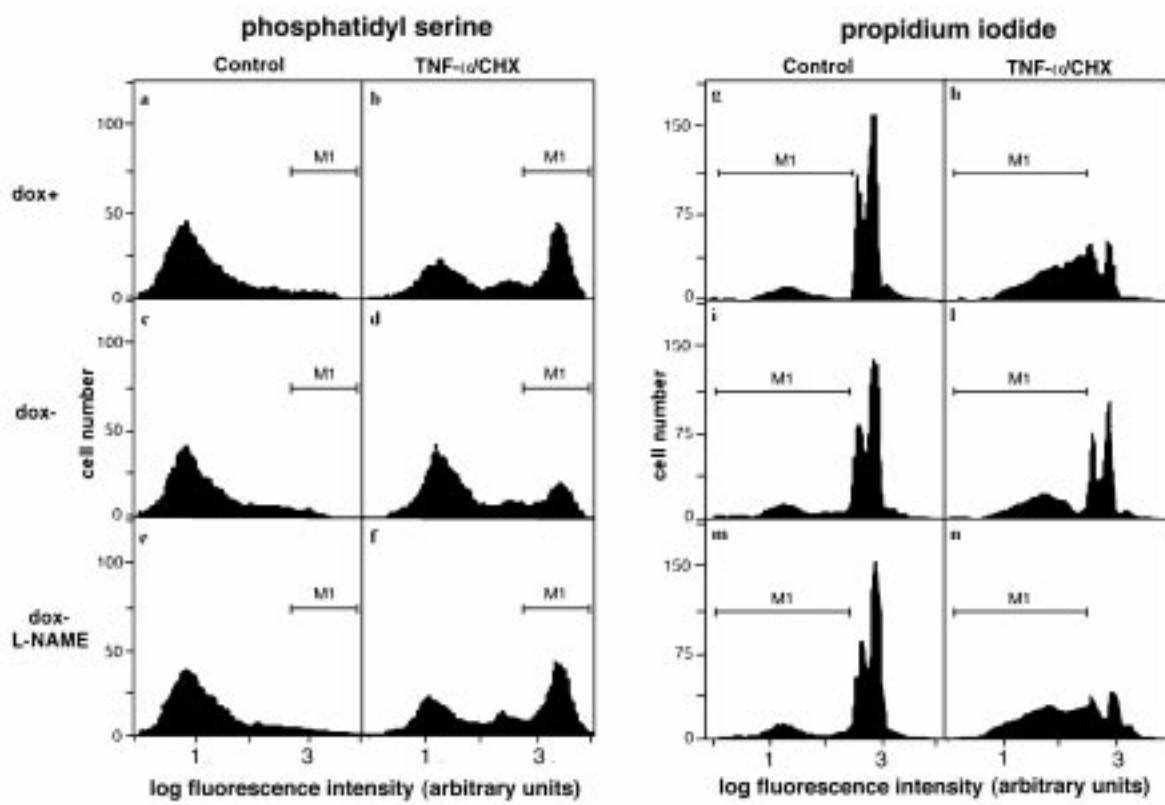 phosphatidyl serine
propidium iodide
Control
TNF-α/CHX
Control
TNF-α/CHX
a
b
g
h
100
150
M1
M1
M1
M1
dox+
50
75
0
0
c
d
i
l
100
150
M1
M1
M1
M1
dox-
cell number
cell number
50
75
0
0
e
f
m
n
100
150
M1
M1
M1
M1
dox-
L-NAME
50
75
0
0
1
3
1
3
1
3
1
3
log fluorescence intensity (arbitrary units)
log fluorescence intensity (arbitrary units)